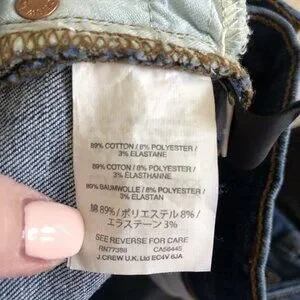 89% COTTON / 8% POLYESTER /
3% ELASTANE
89% COTON / 8% POLYESTER /
3% ELASTHANNE
89% BAUMWOLLE / 8% POLYESTER /
3% ELASTAN
綿 89% / ポリエステル 8% /
エラステーン 3%
SEE REVERSE FOR CARE
RN77388 CA56445
J.CREW U.K. Ltd EC4V 6JA